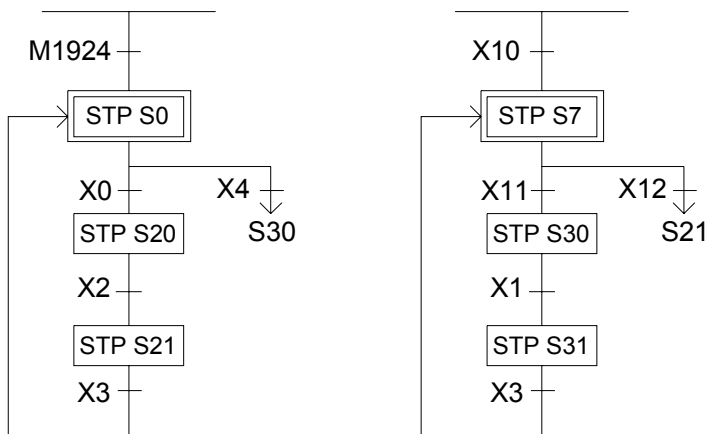 M1924
STP S0
X0
X4
STP S20
S30
X2
STP S21
X3
X10
STP S7
X11
X12
STP S30
S21
X1
STP S31
X3